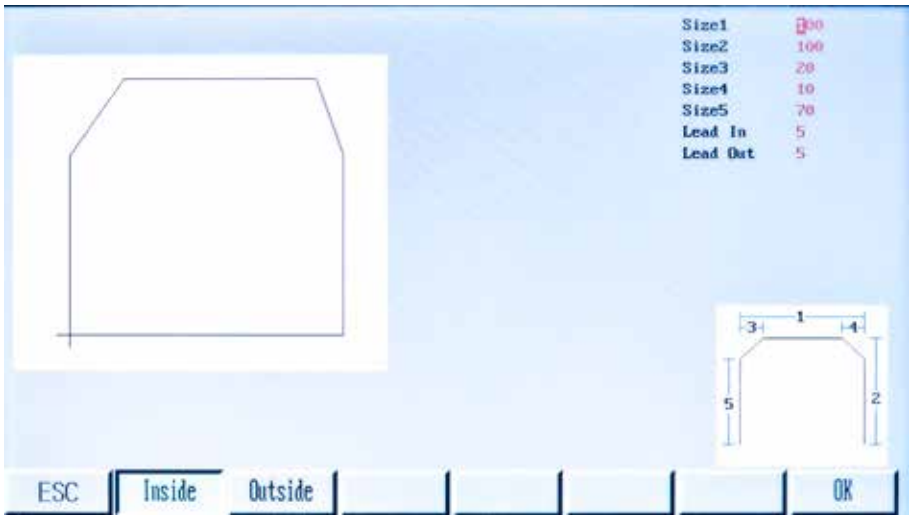 Size1 100
Size2 100
Size3 20
Size4 10
Size5 70
Lead In 5
Lead Out 5
1
3 4
5 2
ESC Inside Outside OK